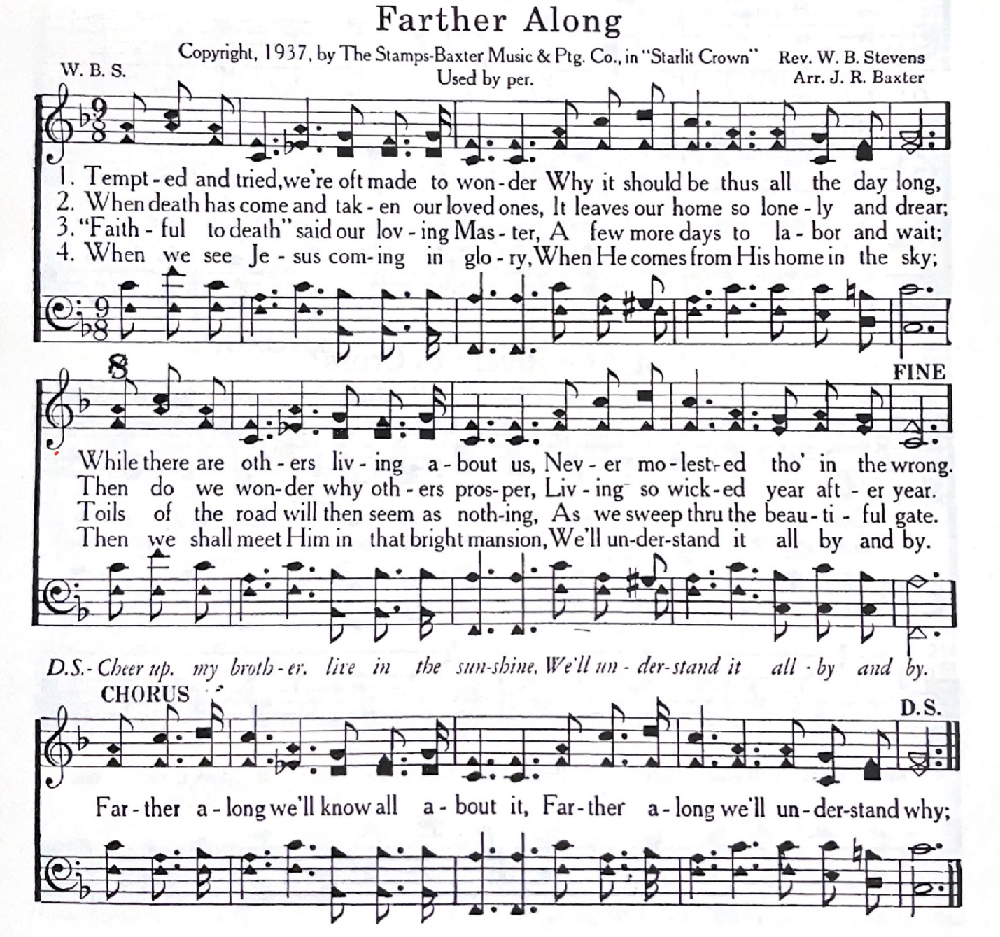 Farther Along
Copyright, 1937, by The Stamps-Baxter Music & Ptg. Co., in "Starlit Crown" Rev. W. B. Stevens
W. B. S. Used by per. Arr. J. R. Baxter
9 8
1. Tempt - ed and tried, we're oft made to won - der Why it should be thus all the day long,
2. When death has come and tak - en our loved ones, It leaves our home so lone - ly and drear;
3. "Faith - ful to death" said our lov - ing Mas - ter, A few more days to la - bor and wait;
4. When we see Je - sus com - ing in glo - ry, When He comes from His home in the sky;
9 8
FINE
While there are oth - ers liv - ing a - bout us, Nev - er mo - lest - ed tho' in the wrong.
Then do we won - der why oth - ers pros - per, Liv - ing so wick - ed year aft - er year.
Toils of the road will then seem as noth - ing, As we sweep thru the beau - ti - ful gate.
Then we shall meet Him in that bright mansion, We'll un - der - stand it all by and by.
D.S. - Cheer up, my broth - er, live in the sun - shine, We'll un - der - stand it all - by and by.
CHORUS D. S.
Far - ther a - long we'll know all a - bout it, Far - ther a - long we'll un - der - stand why;